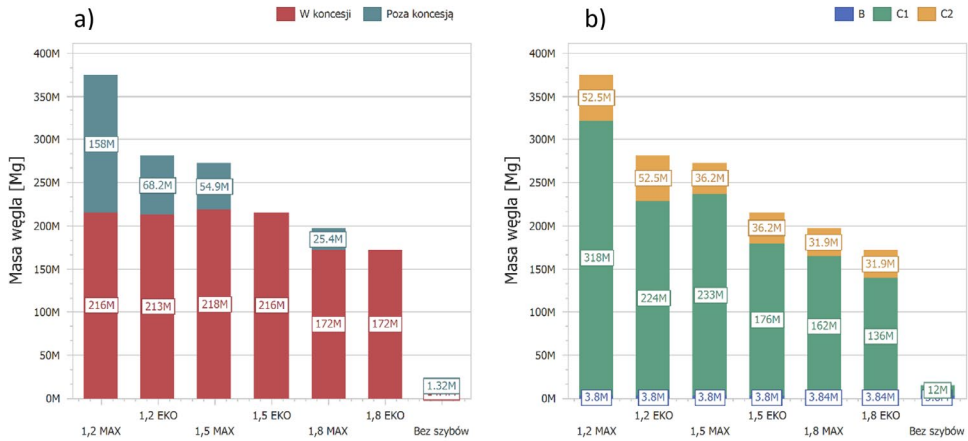 a)
W koncesji Poza koncesją
400M
350M
300M
250M
200M
150M
100M
50M
0M
Masa węgla [Mg]
158M
68.2M
54.9M
25.4M
216M
213M
218M
216M
172M
172M
1.32M
1,2 EKO 1,5 EKO 1,8 EKO
1,2 MAX 1,5 MAX 1,8 MAX Bez szybów
b)
B C1 C2
400M
350M
300M
250M
200M
150M
100M
50M
0M
Masa węgla [Mg]
52.5M
52.5M
36.2M
36.2M
31.9M
31.9M
318M
224M
233M
176M
162M
136M
12M
3.8M 3.8M 3.8M 3.8M 3.84M 3.84M
1,2 EKO 1,5 EKO 1,8 EKO
1,2 MAX 1,5 MAX 1,8 MAX Bez szybów